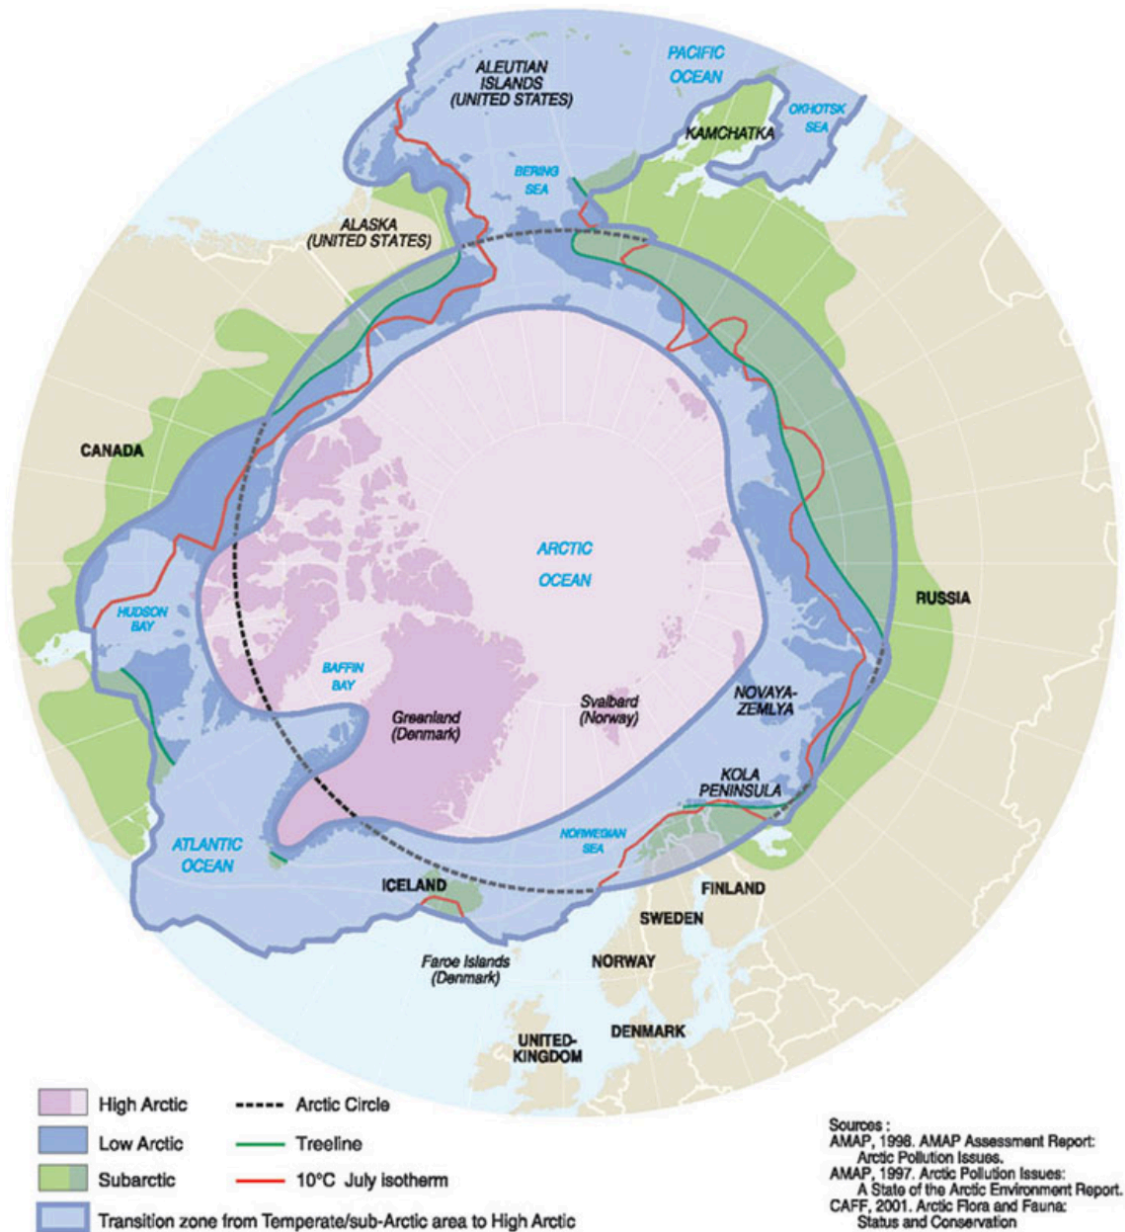 PACIFIC
OCEAN
ALEUTIAN
ISLANDS
(UNITED STATES)
OKHOTSK
SEA
KAMCHATKA
BERING
SEA
ALASKA
(UNITED STATES)
CANADA
ARCTIC
OCEAN
RUSSIA
HUDSON
BAY
BAFFIN
BAY
NOVAYA-
ZEMLYA
Svalbard
(Norway)
Greenland
(Denmark)
KOLA
PENINSULA
NORWEGIAN
SEA
ATLANTIC
OCEAN
ICELAND
FINLAND
SWEDEN
Faroe Islands
(Denmark)
NORWAY
DENMARK
UNITED-
KINGDOM
High Arctic
Arctic Circle
Low Arctic
Treeline
Subarctic
10°C July isotherm
Transition zone from Temperate/sub-Arctic area to High Arctic
Sources :
AMAP, 1998. AMAP Assessment Report:
Arctic Pollution Issues.
AMAP, 1997. Arctic Pollution Issues:
A State of the Arctic Environment Report.
CAFF, 2001. Arctic Flora and Fauna:
Status and Conservation